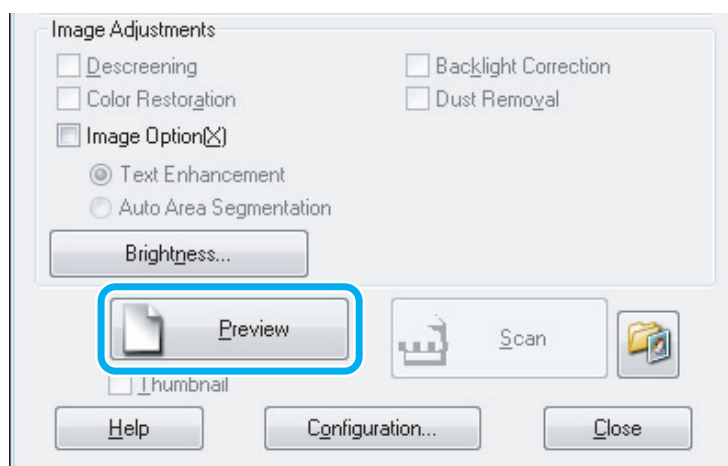 Image Adjustments
Descreening Backlight Correction
Color Restoration Dust Removal
Image Option(X)
Text Enhancement
Auto Area Segmentation
Brightness...
Preview Scan
Thumbnail
Help Configuration... Close